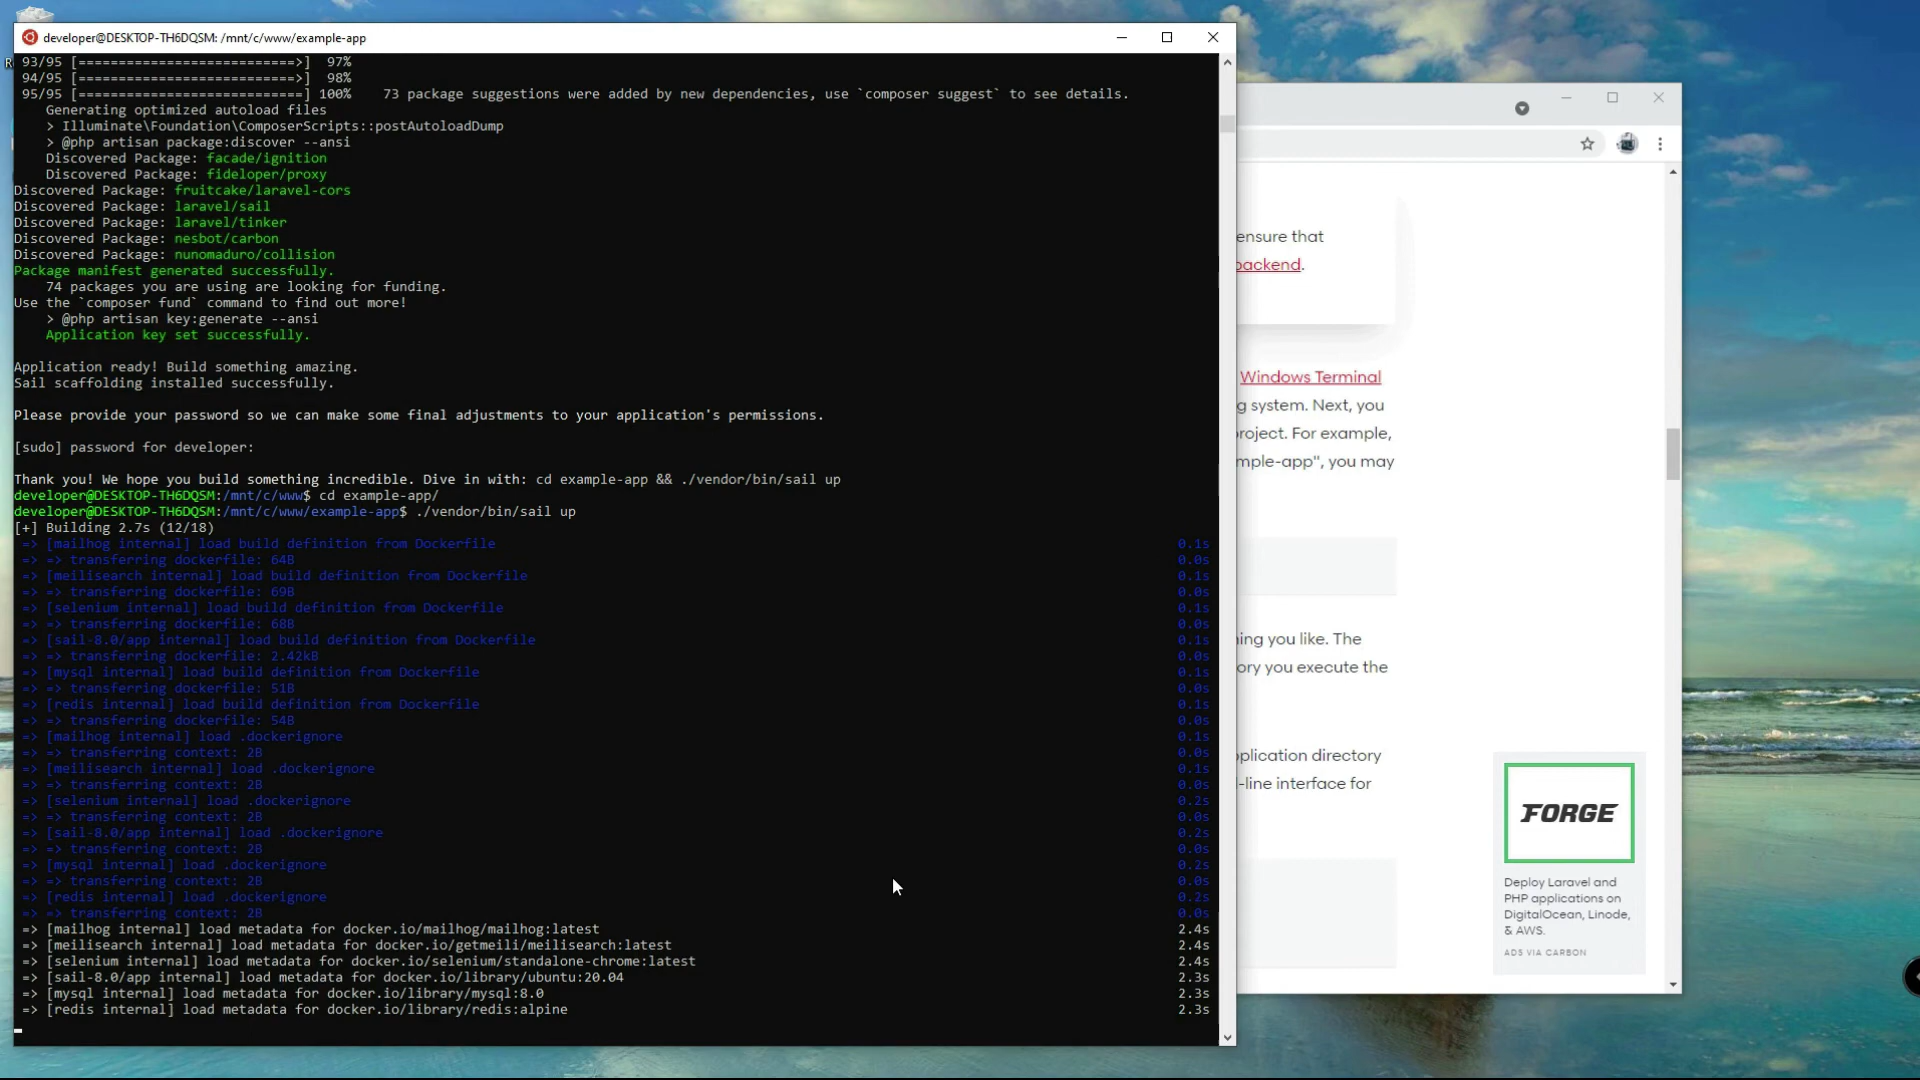 developer@DESKTOP-TH6DQSM: /mnt/c/www/example-app
93/95 [===========================>]  97%
94/95 [===========================>]  98%
95/95 [============================] 100%    73 package suggestions were added by new dependencies, use `composer suggest` to see details.
Generating optimized autoload files
> Illuminate\Foundation\ComposerScripts::postAutoloadDump
> @php artisan package:discover --ansi
Discovered Package: facade/ignition
Discovered Package: fideloper/proxy
Discovered Package: fruitcake/laravel-cors
Discovered Package: laravel/sail
Discovered Package: laravel/tinker
Discovered Package: nesbot/carbon
Discovered Package: nunomaduro/collision
Package manifest generated successfully.
74 packages you are using are looking for funding.
Use the `composer fund` command to find out more!
> @php artisan key:generate --ansi
Application key set successfully.
Application ready! Build something amazing.
Sail scaffolding installed successfully.
Please provide your password so we can make some final adjustments to your application's permissions.
[sudo] password for developer:
Thank you! We hope you build something incredible. Dive in with: cd example-app && ./vendor/bin/sail up
developer@DESKTOP-TH6DQSM:/mnt/c/www$ cd example-app/
developer@DESKTOP-TH6DQSM:/mnt/c/www/example-app$ ./vendor/bin/sail up
[+] Building 2.7s (12/18)
=> [mailhog internal] load build definition from Dockerfile 0.1s
=> => transferring dockerfile: 64B 0.0s
=> [meilisearch internal] load build definition from Dockerfile 0.1s
=> => transferring dockerfile: 69B 0.0s
=> [selenium internal] load build definition from Dockerfile 0.1s
=> => transferring dockerfile: 68B 0.0s
=> [sail-8.0/app internal] load build definition from Dockerfile 0.1s
=> => transferring dockerfile: 2.42kB 0.0s
=> [mysql internal] load build definition from Dockerfile 0.1s
=> => transferring dockerfile: 51B 0.0s
=> [redis internal] load build definition from Dockerfile 0.1s
=> => transferring dockerfile: 54B 0.0s
=> [mailhog internal] load .dockerignore 0.1s
=> => transferring context: 2B 0.0s
=> [meilisearch internal] load .dockerignore 0.1s
=> => transferring context: 2B 0.0s
=> [selenium internal] load .dockerignore 0.2s
=> => transferring context: 2B 0.0s
=> [sail-8.0/app internal] load .dockerignore 0.2s
=> => transferring context: 2B 0.0s
=> [mysql internal] load .dockerignore 0.2s
=> => transferring context: 2B 0.0s
=> [redis internal] load .dockerignore 0.2s
=> => transferring context: 2B 0.0s
=> [mailhog internal] load metadata for docker.io/mailhog/mailhog:latest 2.4s
=> [meilisearch internal] load metadata for docker.io/getmeili/meilisearch:latest 2.4s
=> [selenium internal] load metadata for docker.io/selenium/standalone-chrome:latest 2.4s
=> [sail-8.0/app internal] load metadata for docker.io/library/ubuntu:20.04 2.3s
=> [mysql internal] load metadata for docker.io/library/mysql:8.0 2.3s
=> [redis internal] load metadata for docker.io/library/redis:alpine 2.3s
ensure that
backend.
Windows Terminal
g system. Next, you
project. For example,
mple-app", you may
hing you like. The
ory you execute the
pplication directory
-line interface for
FORGE
Deploy Laravel and
PHP applications on
DigitalOcean, Linode,
& AWS.
ADS VIA CARBON